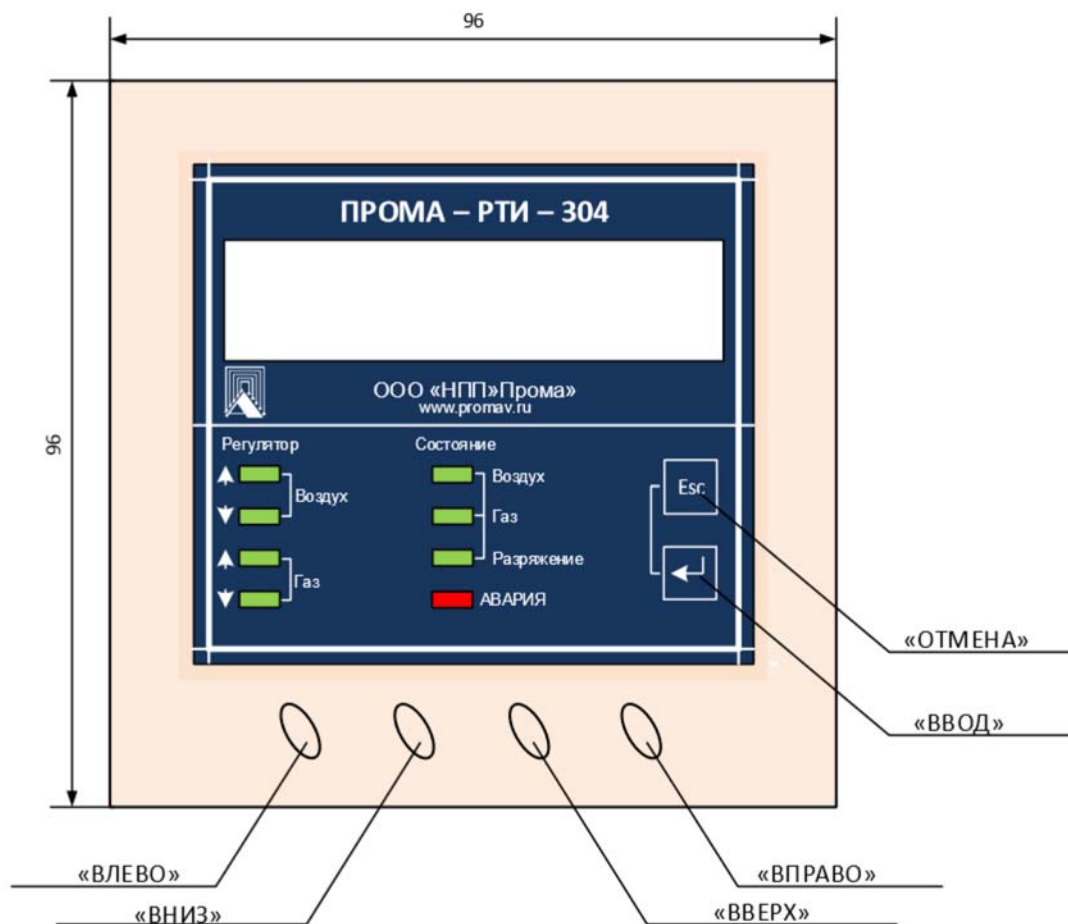 96
96
ПРОМА – РТИ – 304
ООО «НПП»Прома»
www.promav.ru
Регулятор
Состояние
Воздух
Газ
Воздух
Газ
Разряжение
АВАРИЯ
Esc
«ОТМЕНА»
«ВВОД»
«ВЛЕВО»
«ВПРАВО»
«ВНИЗ»
«ВВЕРХ»